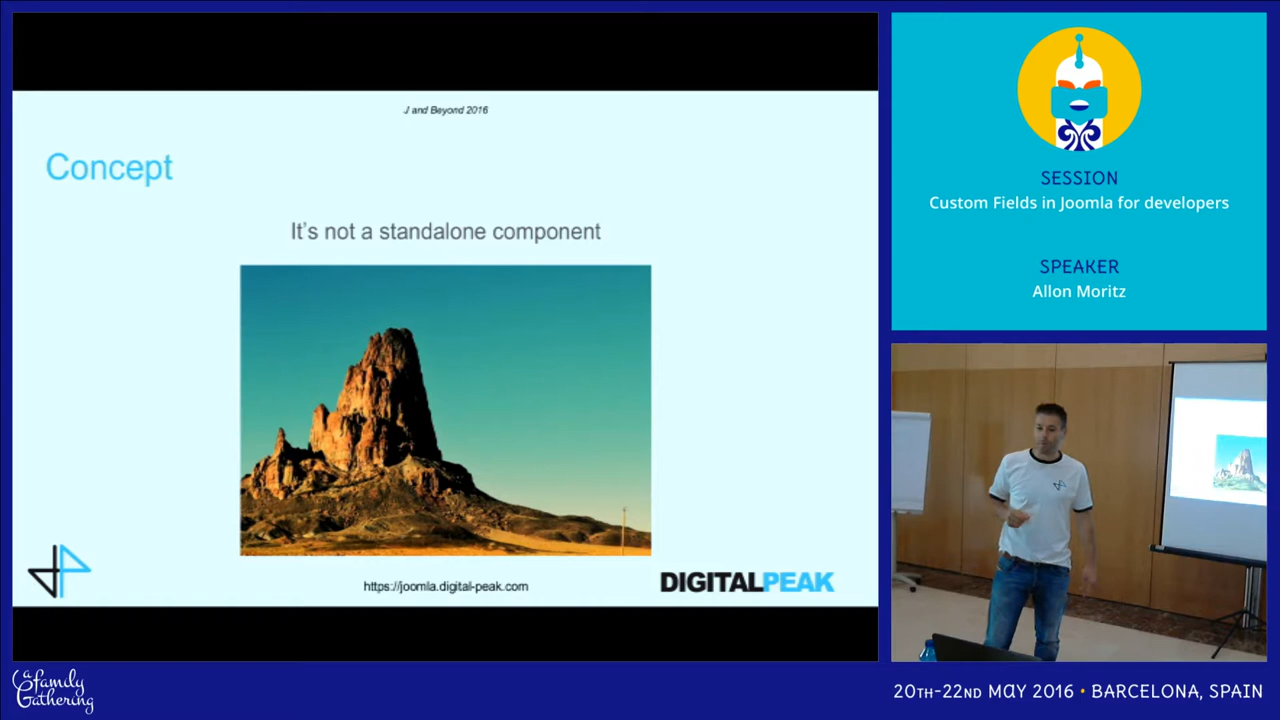 J and Beyond 2016
Concept
It's not a standalone component
https://joomla.digital-peak.com
DIGITALPEAK
SESSION
Custom Fields in Joomla for developers
SPEAKER
Allon Moritz
a family
Gathering
20TH-22ND MAY 2016 • BARCELONA, SPAIN